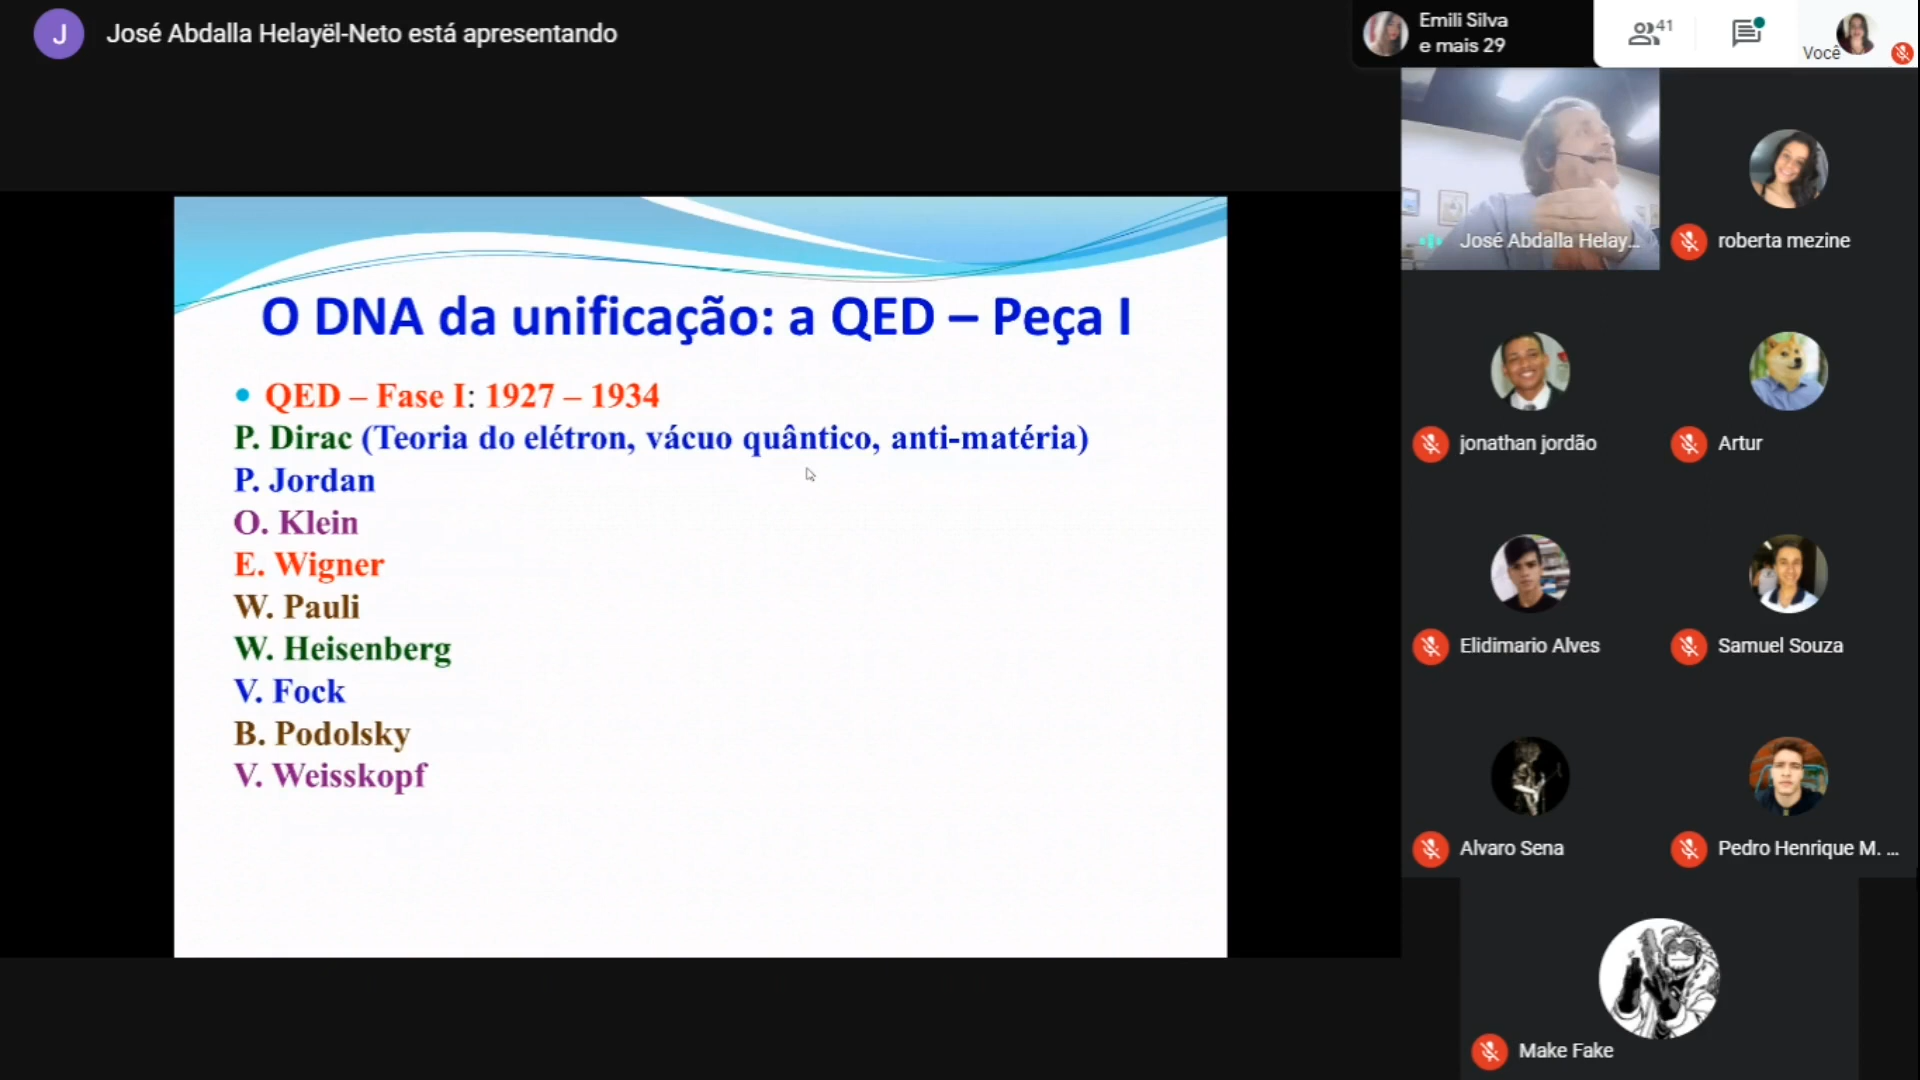 J
José Abdalla Helayël-Neto está apresentando
Emili Silva
e mais 29
41
Você
O DNA da unificação: a QED – Peça I
• QED – Fase I: 1927 – 1934
P. Dirac (Teoria do elétron, vácuo quântico, anti-matéria)
P. Jordan
O. Klein
E. Wigner
W. Pauli
W. Heisenberg
V. Fock
B. Podolsky
V. Weisskopf
José Abdalla Helay...
roberta mezine
jonathan jordão
Artur
Elidimario Alves
Samuel Souza
Alvaro Sena
Pedro Henrique M. ...
Make Fake